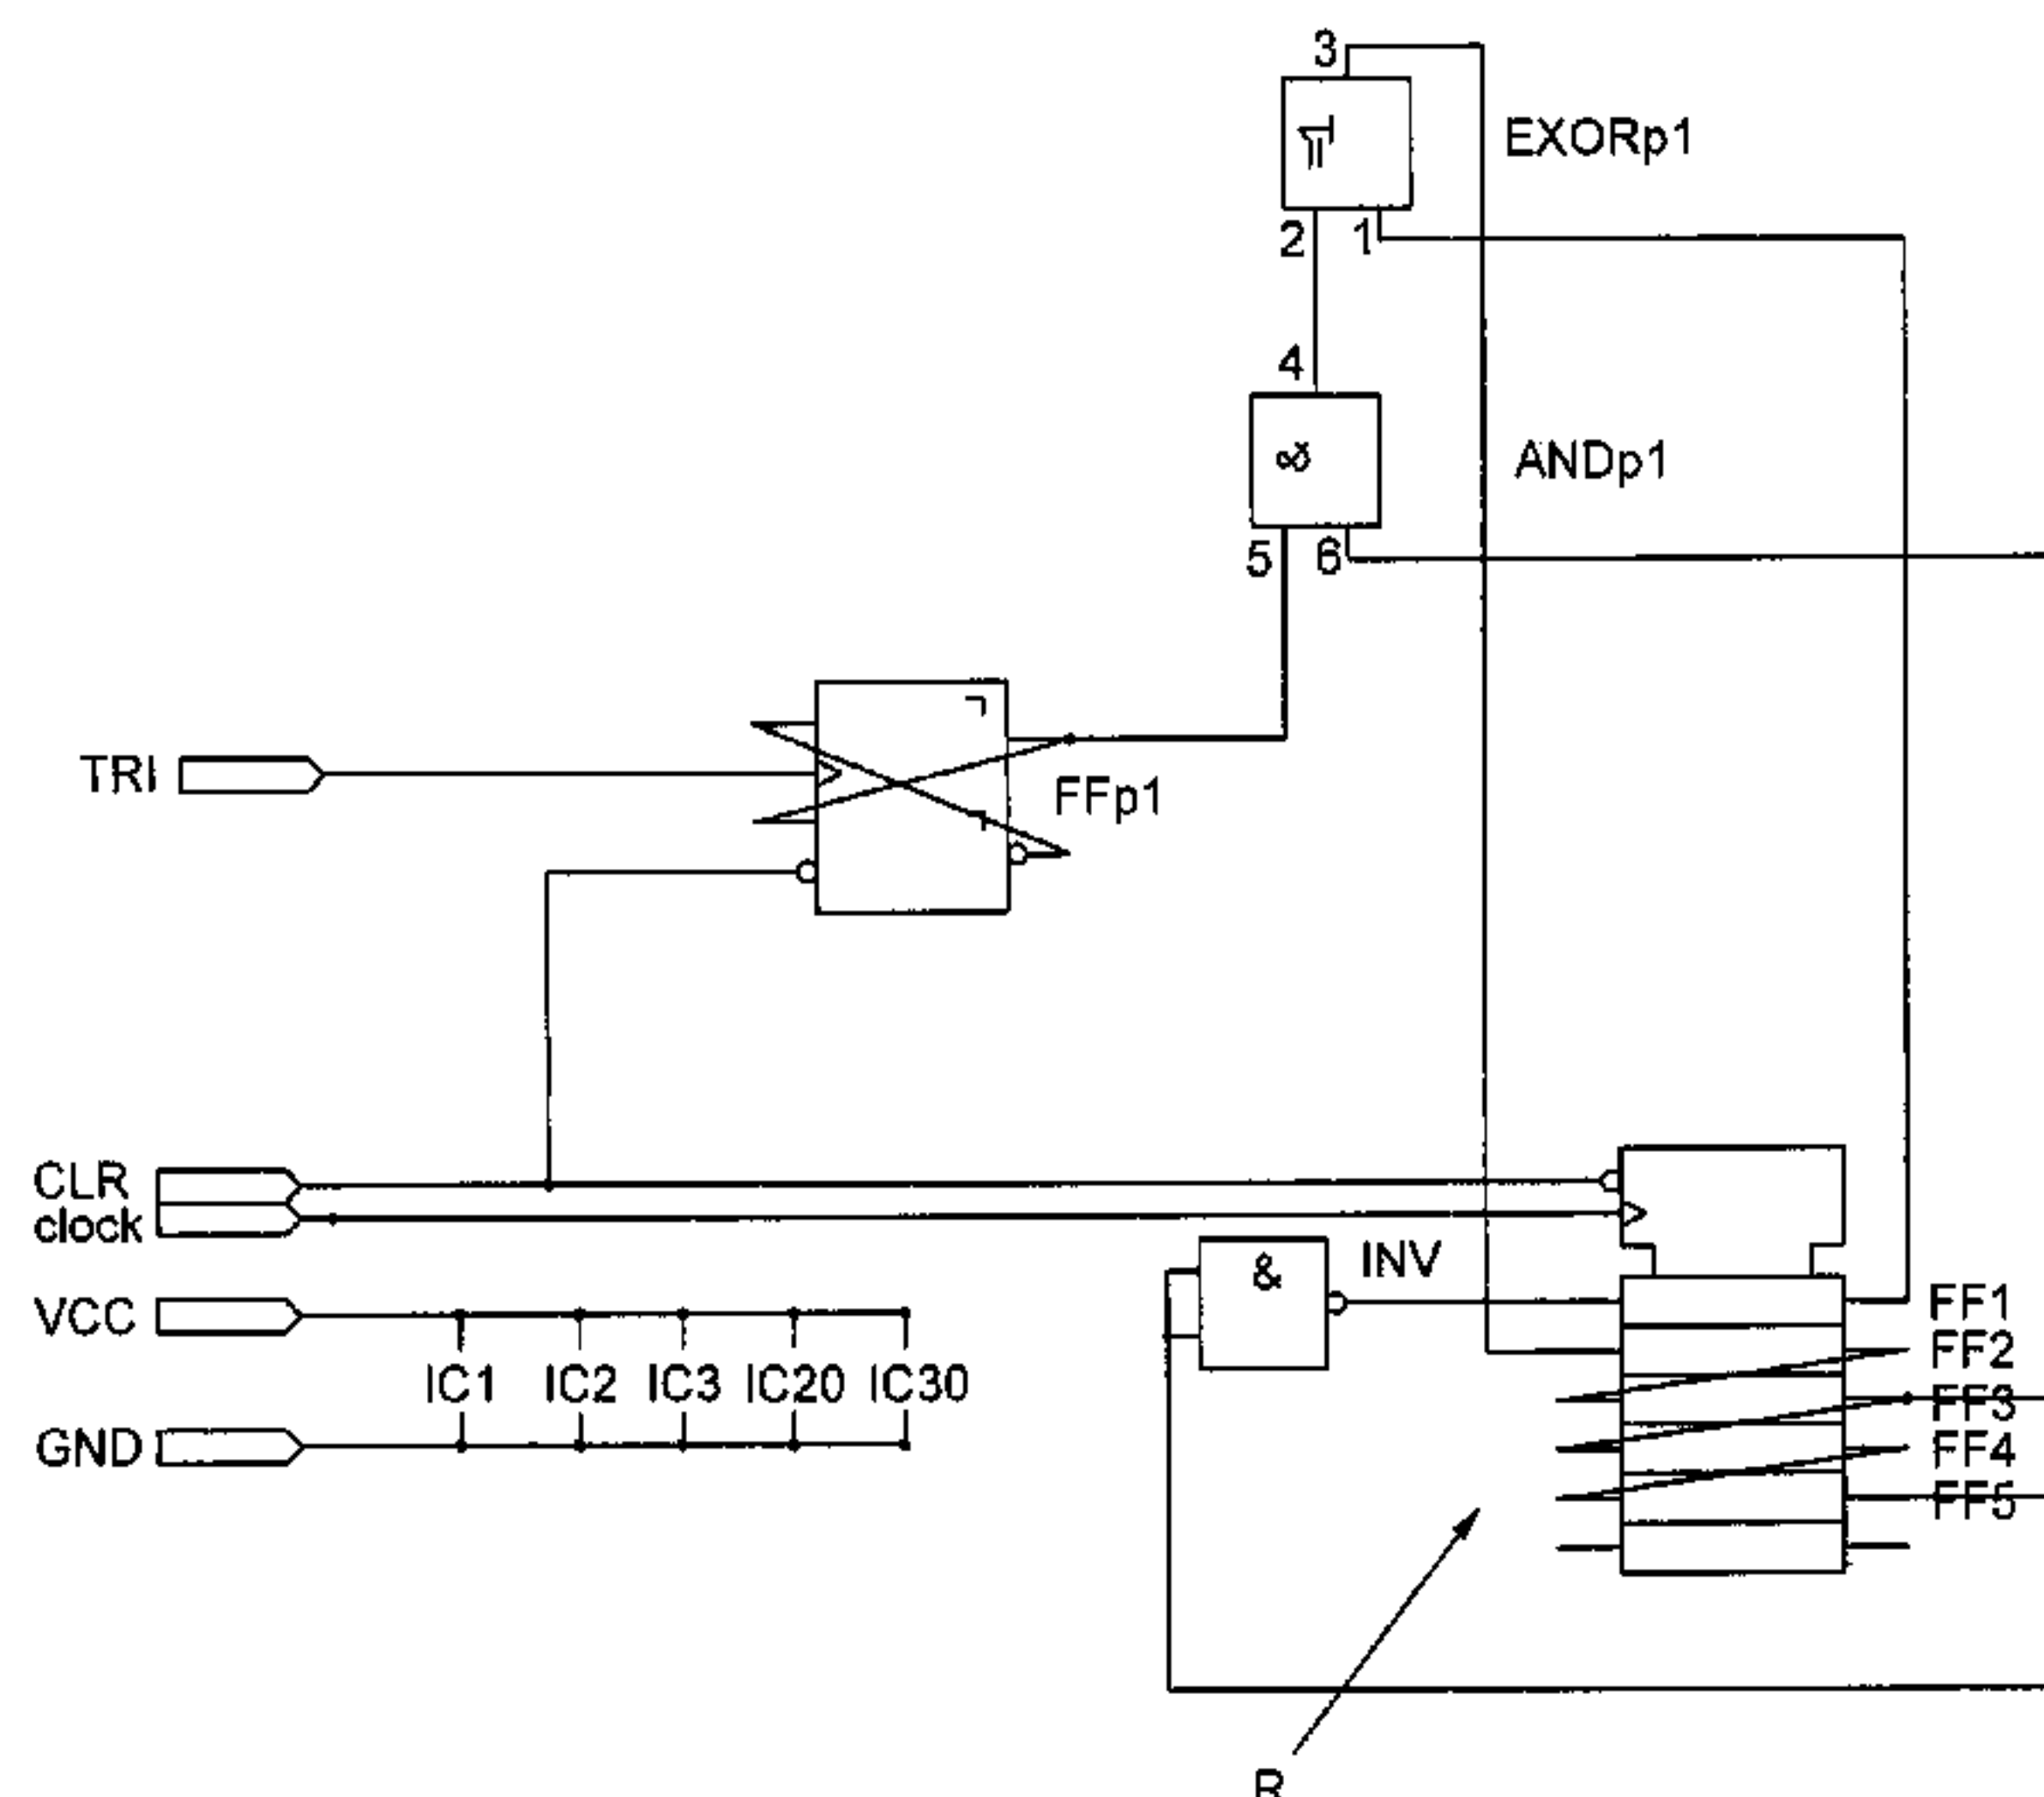 3
=1
EXORp1
2 1
4
&
ANDp1
5 6
TRI
FFp1
CLR
clock
& INV
VCC
FF1
FF2
IC1 IC2 IC3 IC20 IC30
FF3
GND
FF4
FF5